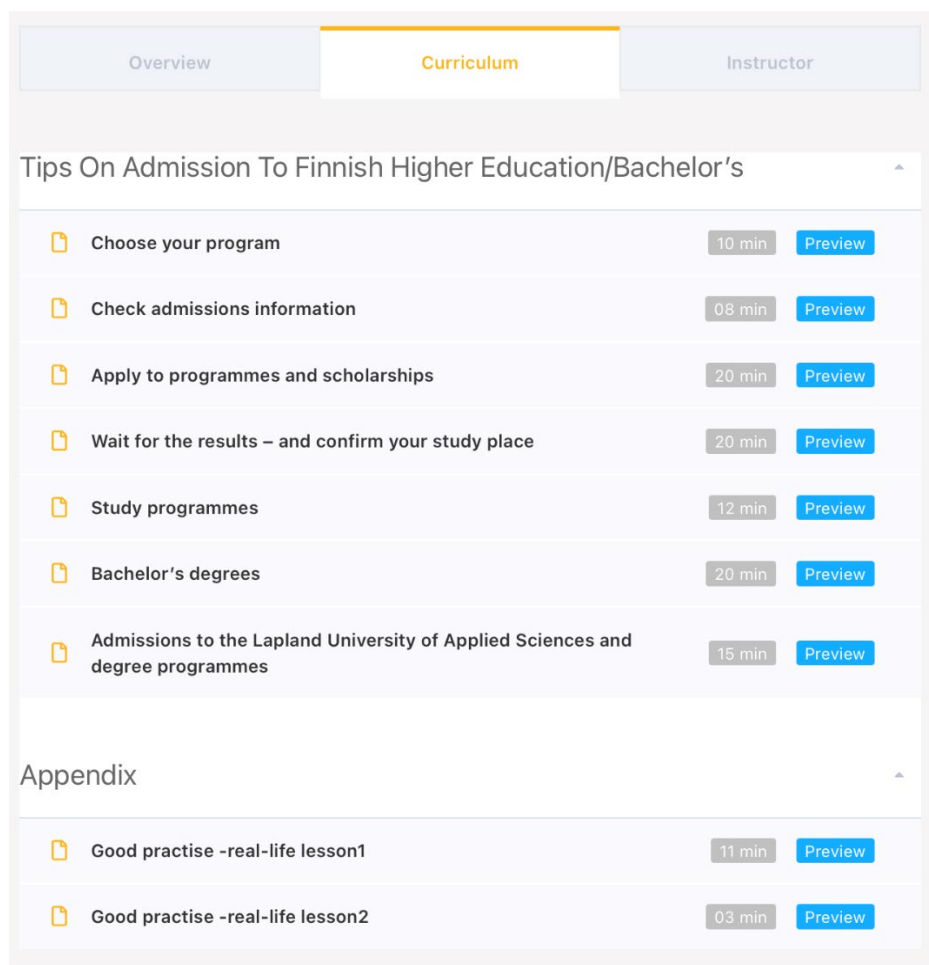 Overview Curriculum Instructor
Tips On Admission To Finnish Higher Education/Bachelor’s
Choose your program 10 min Preview
Check admissions information 08 min Preview
Apply to programmes and scholarships 20 min Preview
Wait for the results – and confirm your study place 20 min Preview
Study programmes 12 min Preview
Bachelor’s degrees 20 min Preview
Admissions to the Lapland University of Applied Sciences and
degree programmes 15 min Preview
Appendix
Good practise -real-life lesson1 11 min Preview
Good practise -real-life lesson2 03 min Preview